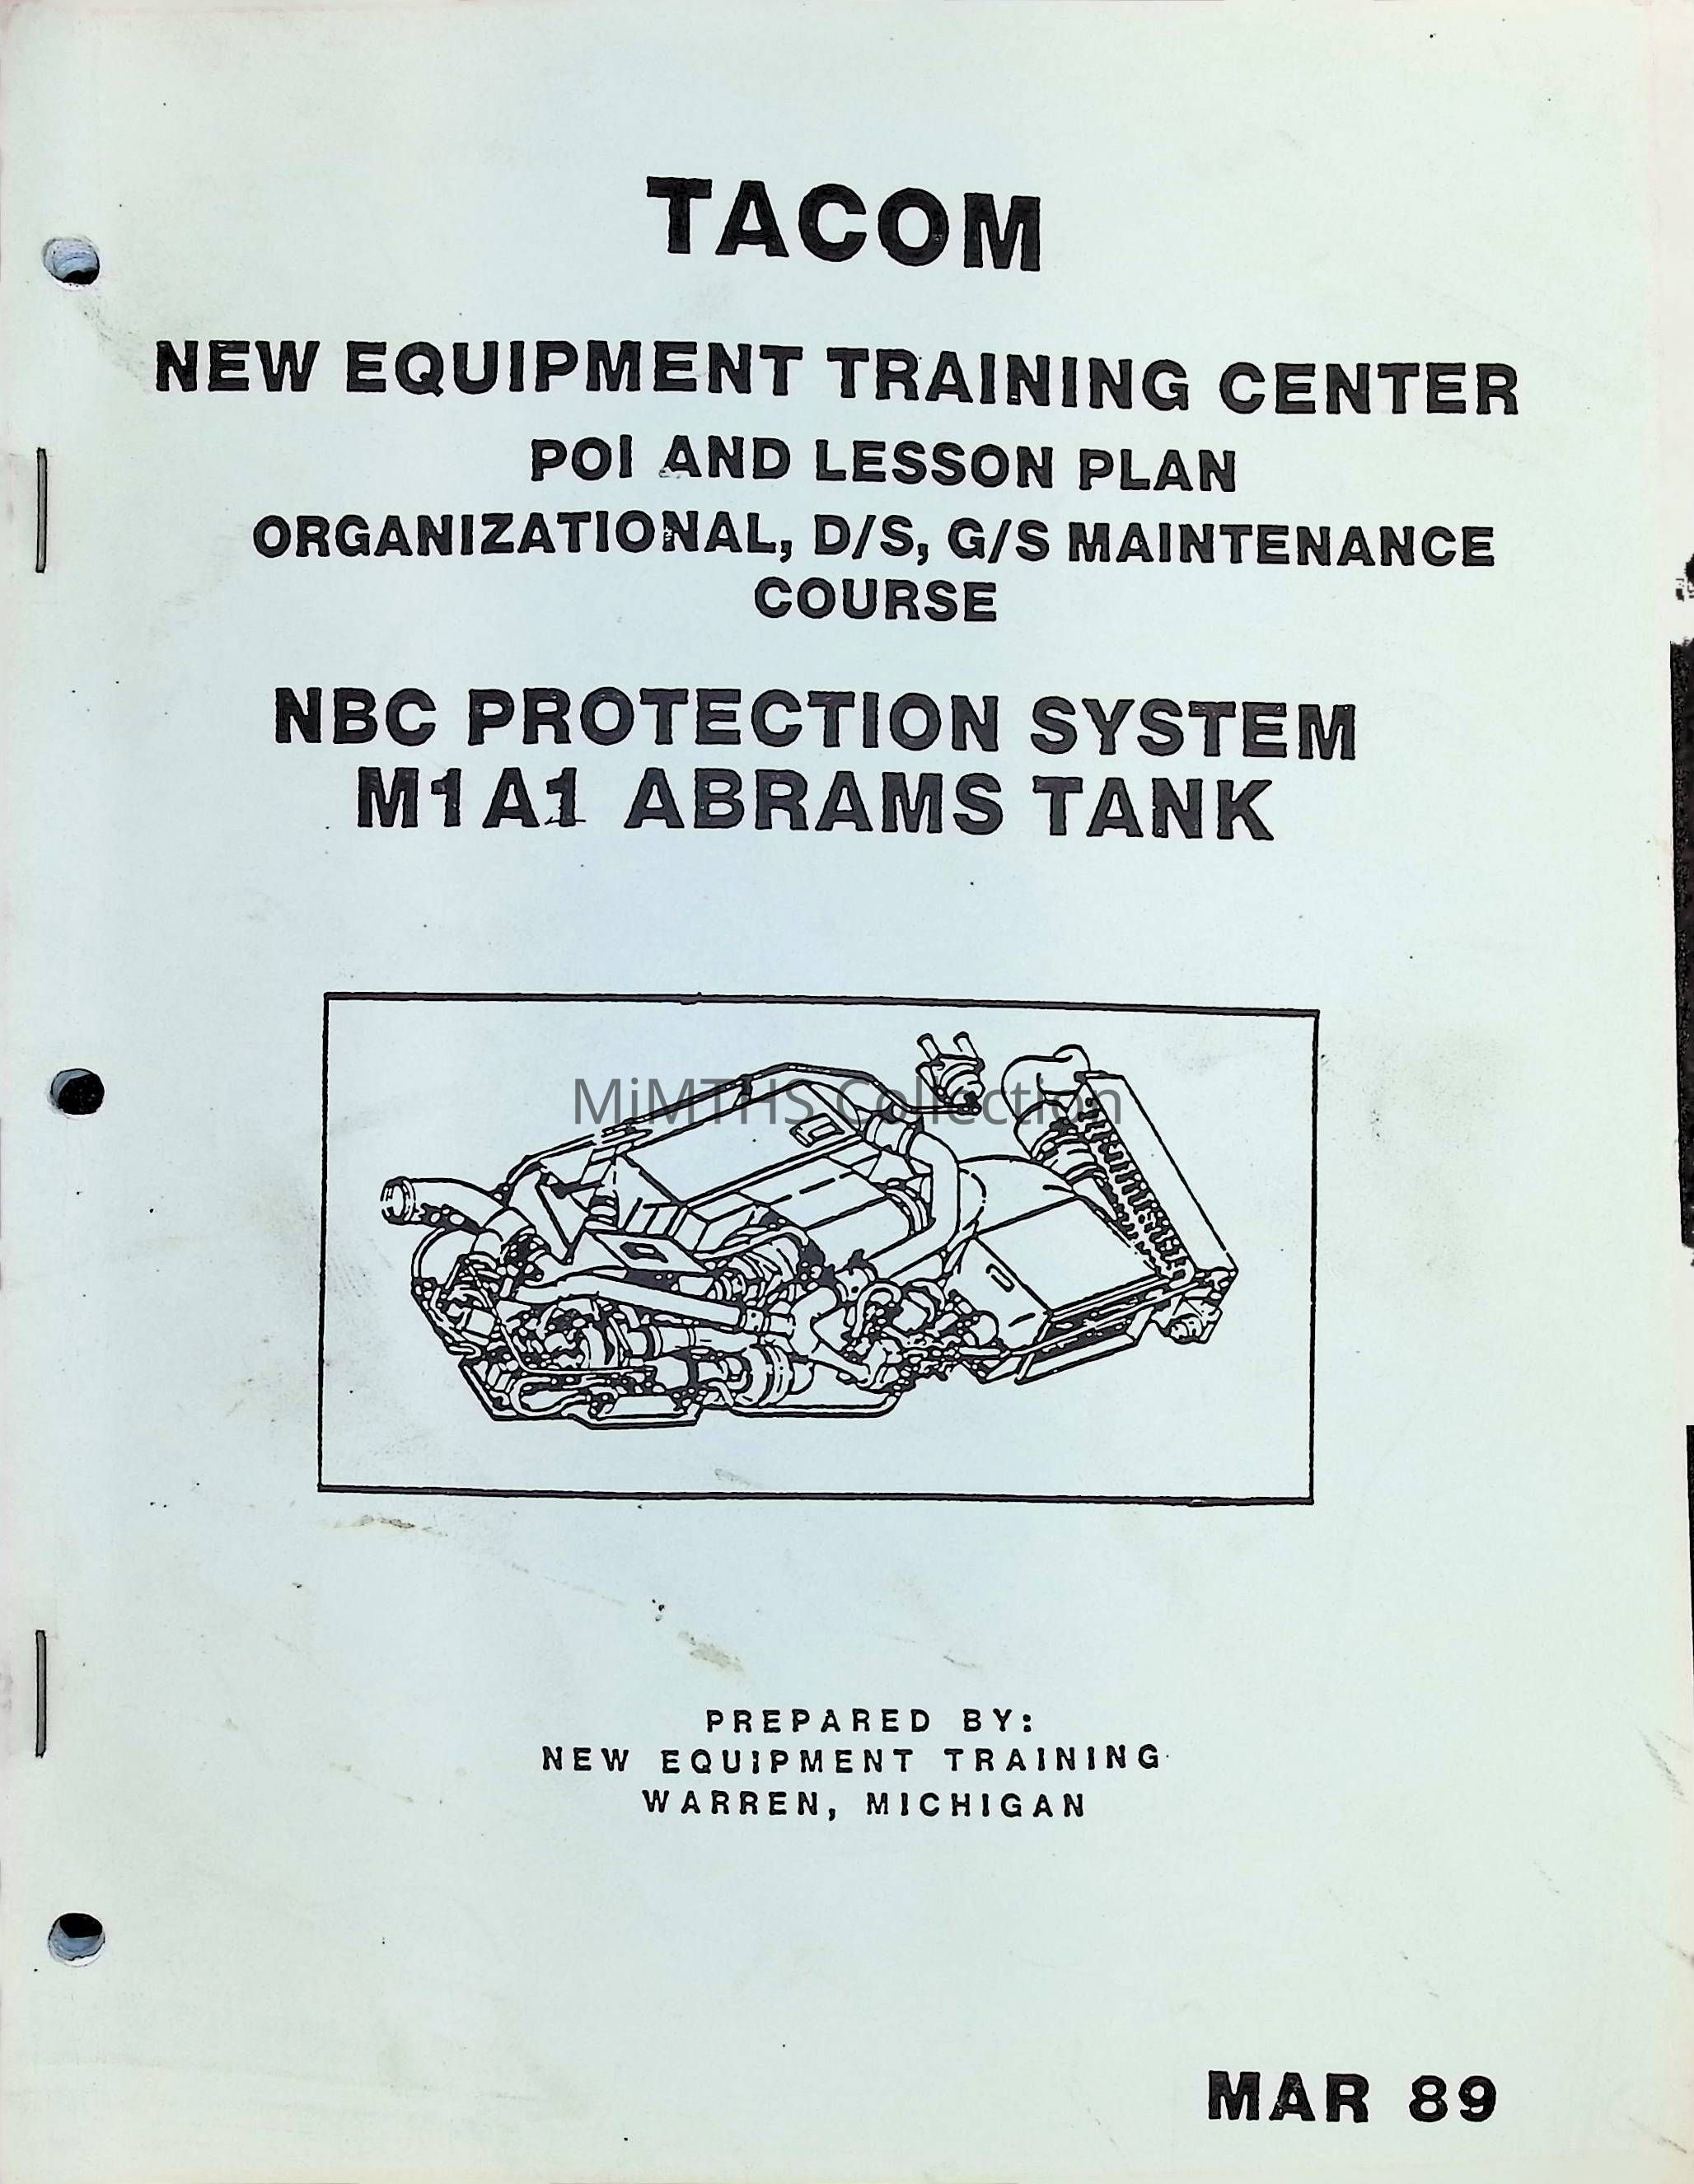 TACOM
NEW EQUIPMENT TRAINING CENTER
POI AND LESSON PLAN
ORGANIZATIONAL, D/S, G/S MAINTENANCE
COURSE
NBC PROTECTION SYSTEM
M1A1 ABRAMS TANK
MiMTHS Collection
PREPARED BY:
NEW EQUIPMENT TRAINING
WARREN, MICHIGAN
MAR 89